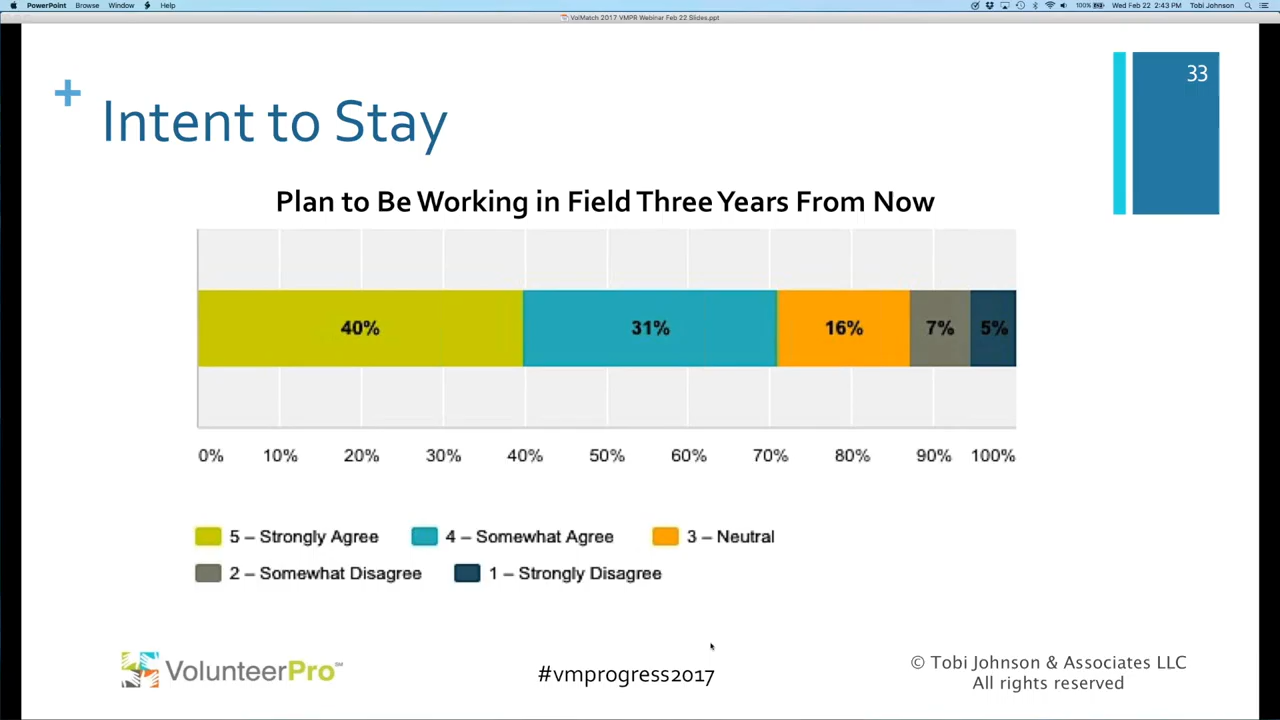 PowerPoint Browse Window Help
100% Wed Feb 22 2:43 PM Tobi Johnson
VolMatch 2017 VMPR Webinar Feb 22 Slides.ppt
33
+
Intent to Stay
Plan to Be Working in Field Three Years From Now
40% 31% 16% 7% 5%
0% 10% 20% 30% 40% 50% 60% 70% 80% 90% 100%
5 – Strongly Agree 4 – Somewhat Agree 3 – Neutral
2 – Somewhat Disagree 1 – Strongly Disagree
VolunteerPro℠
#vmprogress2017
© Tobi Johnson & Associates LLC
All rights reserved